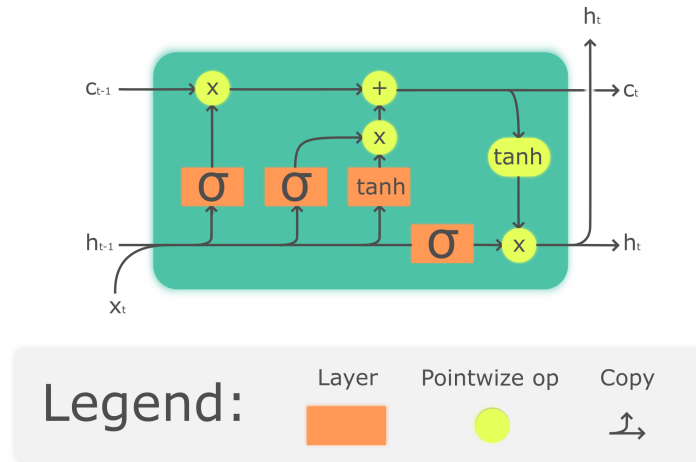 ht
Ct-1
x
+
Ct
x
σ
σ
tanh
tanh
ht-1
σ
x
ht
xt
Legend:
Layer
Pointwize op
Copy